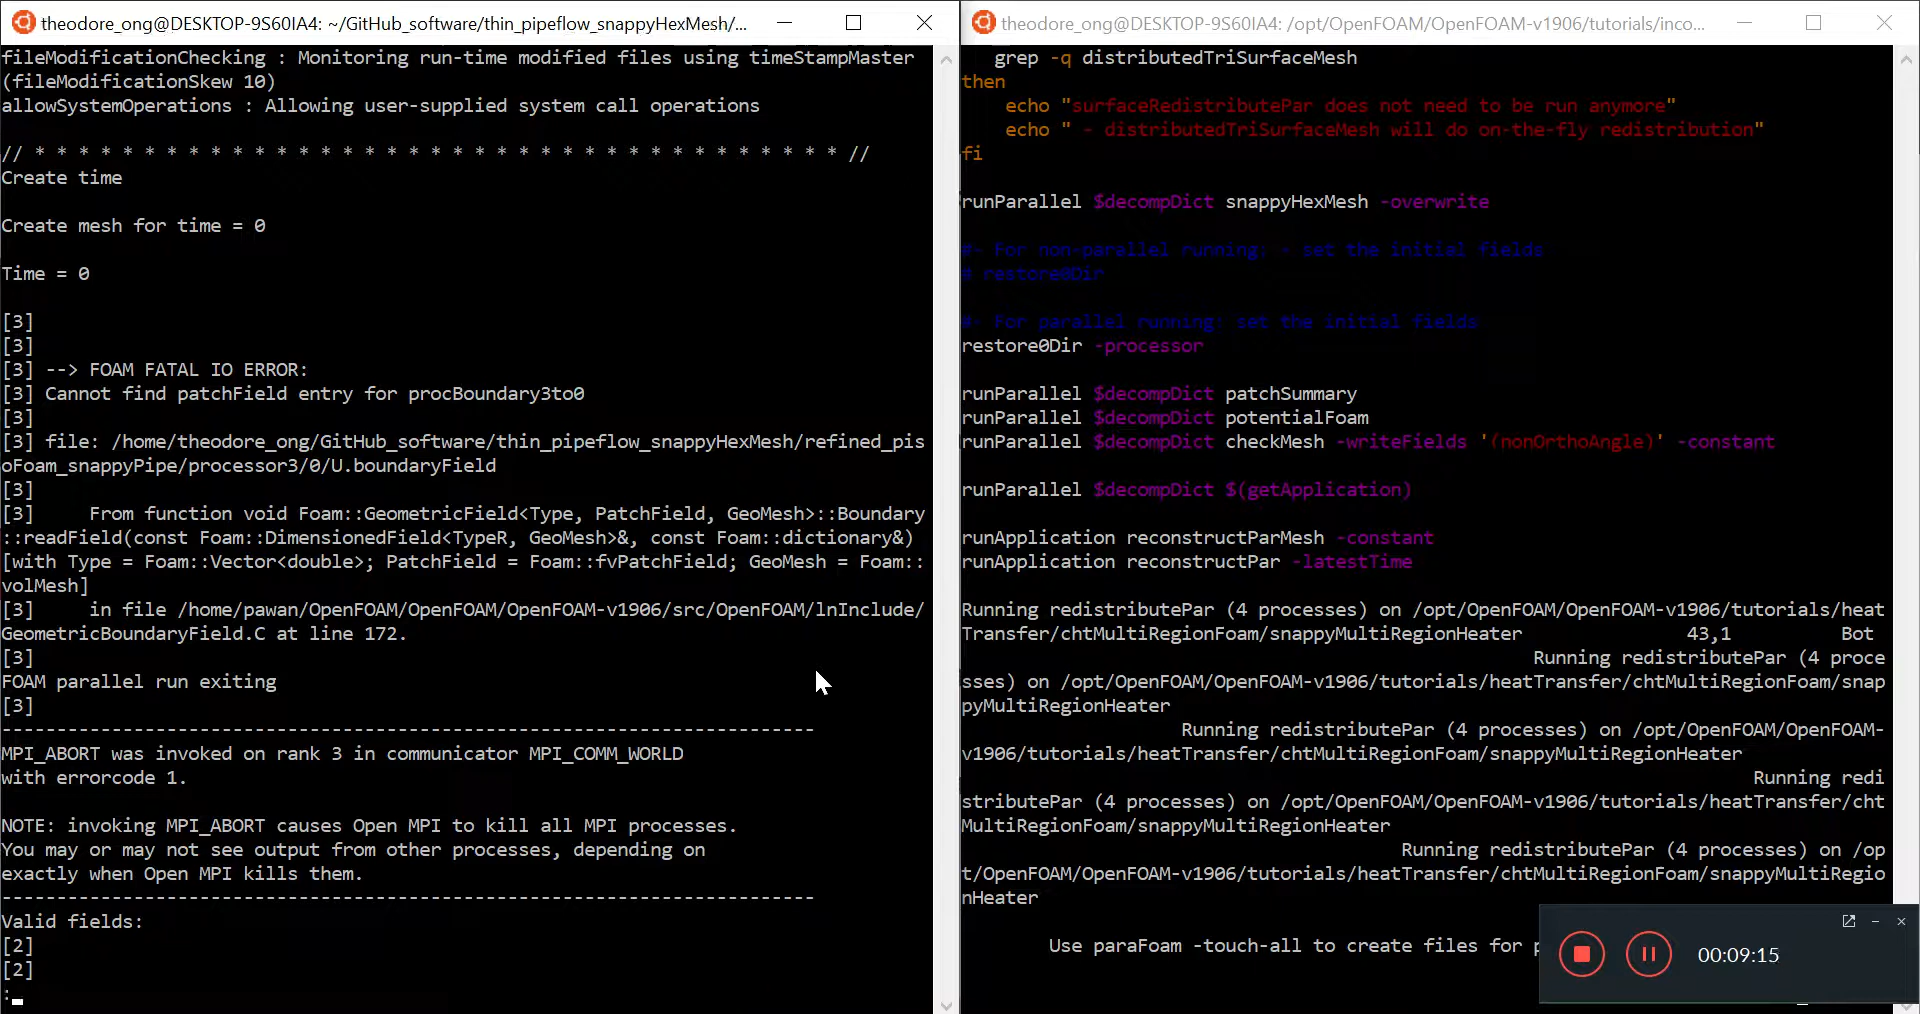 theodore_ong@DESKTOP-9S60IA4: ~/GitHub_software/thin_pipeflow_snappyHexMesh/...
fileModificationChecking : Monitoring run-time modified files using timeStampMaster
(fileModificationSkew 10)
allowSystemOperations : Allowing user-supplied system call operations
// * * * * * * * * * * * * * * * * * * * * * * * * * * * * * * * * * * * * * //
Create time
Create mesh for time = 0
Time = 0
[3]
[3]
[3] --> FOAM FATAL IO ERROR:
[3] Cannot find patchField entry for procBoundary3to0
[3]
[3] file: /home/theodore_ong/GitHub_software/thin_pipeflow_snappyHexMesh/refined_pis
oFoam_snappyPipe/processor3/0/U.boundaryField
[3]
[3]     From function void Foam::GeometricField<Type, PatchField, GeoMesh>::Boundary
::readField(const Foam::DimensionedField<TypeR, GeoMesh>&, const Foam::dictionary&)
[with Type = Foam::Vector<double>; PatchField = Foam::fvPatchField; GeoMesh = Foam::
volMesh]
[3]     in file /home/pawan/OpenFOAM/OpenFOAM/OpenFOAM-v1906/src/OpenFOAM/lnInclude/
GeometricBoundaryField.C at line 172.
[3]
FOAM parallel run exiting
[3]
--------------------------------------------------------------------------
MPI_ABORT was invoked on rank 3 in communicator MPI_COMM_WORLD
with errorcode 1.
NOTE: invoking MPI_ABORT causes Open MPI to kill all MPI processes.
You may or may not see output from other processes, depending on
exactly when Open MPI kills them.
--------------------------------------------------------------------------
Valid fields:
[2]
[2]
:
theodore_ong@DESKTOP-9S60IA4: /opt/OpenFOAM/OpenFOAM-v1906/tutorials/inco...
grep -q distributedTriSurfaceMesh
then
echo "surfaceRedistributePar does not need to be run anymore"
echo " - distributedTriSurfaceMesh will do on-the-fly redistribution"
fi
runParallel $decompDict snappyHexMesh -overwrite
#- For non-parallel running: - set the initial fields
# restore0Dir
#- For parallel running: set the initial fields
restore0Dir -processor
runParallel $decompDict patchSummary
runParallel $decompDict potentialFoam
runParallel $decompDict checkMesh -writeFields '(nonOrthoAngle)' -constant
runParallel $decompDict $(getApplication)
runApplication reconstructParMesh -constant
runApplication reconstructPar -latestTime
Running redistributePar (4 processes) on /opt/OpenFOAM/OpenFOAM-v1906/tutorials/heat
Transfer/chtMultiRegionFoam/snappyMultiRegionHeater 43,1 Bot
Running redistributePar (4 proce
sses) on /opt/OpenFOAM/OpenFOAM-v1906/tutorials/heatTransfer/chtMultiRegionFoam/snap
pyMultiRegionHeater
Running redistributePar (4 processes) on /opt/OpenFOAM/OpenFOAM-
v1906/tutorials/heatTransfer/chtMultiRegionFoam/snappyMultiRegionHeater
Running redi
stributePar (4 processes) on /opt/OpenFOAM/OpenFOAM-v1906/tutorials/heatTransfer/cht
MultiRegionFoam/snappyMultiRegionHeater
Running redistributePar (4 processes) on /op
t/OpenFOAM/OpenFOAM-v1906/tutorials/heatTransfer/chtMultiRegionFoam/snappyMultiRegio
nHeater
Use paraFoam -touch-all to create files for
00:09:15